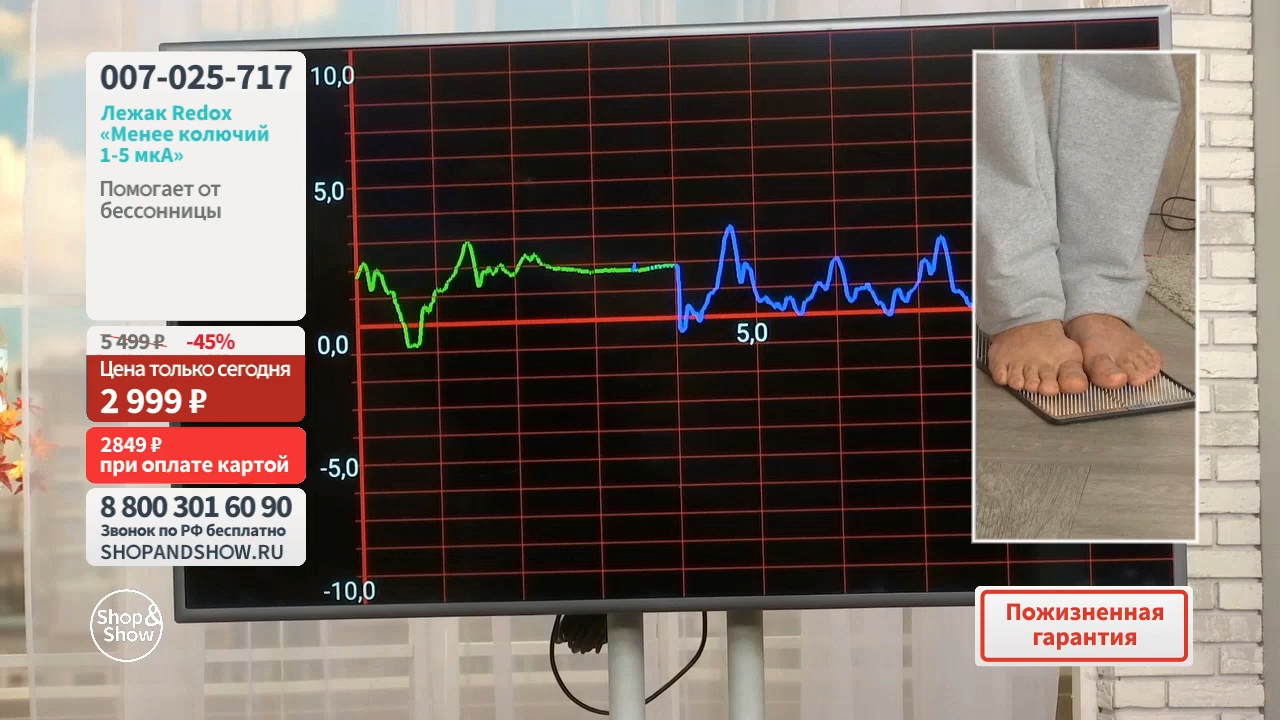 007-025-717
Лежак Redox
«Менее колючий
1-5 мкА»
Помогает от
бессонницы
5 499 ₽ -45%
Цена только сегодня
2 999 ₽
2849 ₽
при оплате картой
8 800 301 60 90
Звонок по РФ бесплатно
SHOPANDSHOW.RU
Shop&
Show
10,0
5,0
0,0
5,0
-5,0
-10,0
Пожизненная
гарантия